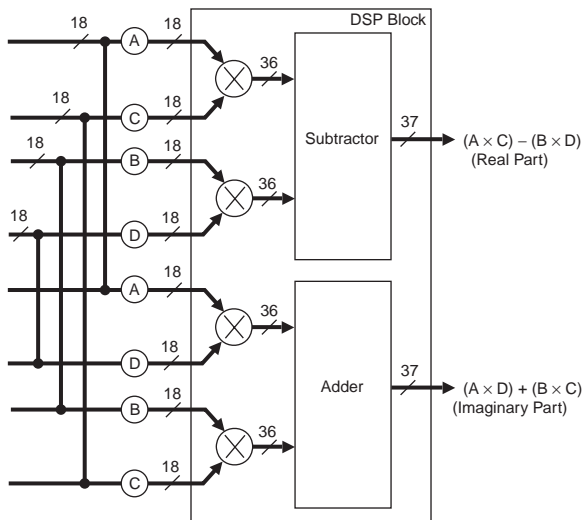 DSP Block
18 A 18
36
18 C 18
Subtractor
37
(A × C) – (B × D)
(Real Part)
18 B 18
36
18 D 18
A 18
36
D 18
Adder
37
(A × D) + (B × C)
(Imaginary Part)
B 18
36
C 18